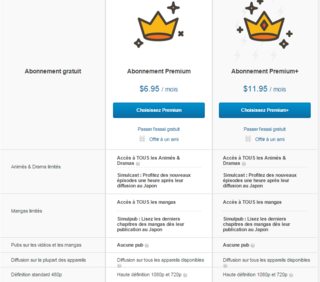 Abonnement gratuit
Abonnement Premium
$6.95 / mois
Choisissez Premium
Passer l'essai gratuit
Offrir à un ami
Abonnement Premium+
$11.95 / mois
Choisissez Premium+
Passer l'essai gratuit
Offrir à un ami
Animés & Drama limités
Accès à TOUS les Animés &
Dramas
Simulcast : Profitez des nouveaux
épisodes une heure après leur
diffusion au Japon
Accès à TOUS les Animés &
Dramas
Simulcast : Profitez des nouveaux
épisodes une heure après leur
diffusion au Japon
Mangas limités
Accès à TOUS les mangas
Simulpub : Lisez les derniers
chapitres des mangas dès leur
publication au Japon
Accès à TOUS les mangas
Simulpub : Lisez les derniers
chapitres des mangas dès leur
publication au Japon
Pubs sur les vidéos et les mangas
Aucune pub
Aucune pub
Diffusion sur la plupart des appareils
Diffusion sur tous les appareils disponibles
Diffusion sur tous les appareils disponibles
Définition standard 480p
Haute définition 1080p et 720p
Haute définition 1080p et 720p